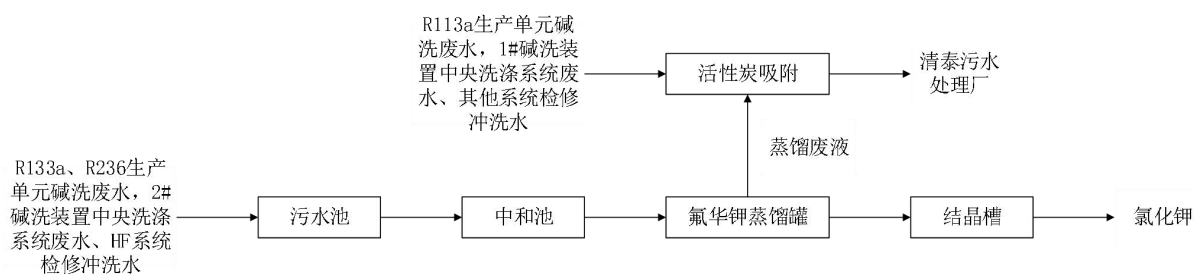 R113a生产单元碱
洗废水，1#碱洗装
置中央洗涤系统废
水、其他系统检修
冲洗水
活性炭吸附
清泰污水
处理厂
蒸馏废液
R133a、R236生产
单元碱洗废水，2#
碱洗装置中央洗涤
系统废水、HF系统
检修冲洗水
污水池
中和池
氟华钾蒸馏罐
结晶槽
氯化钾